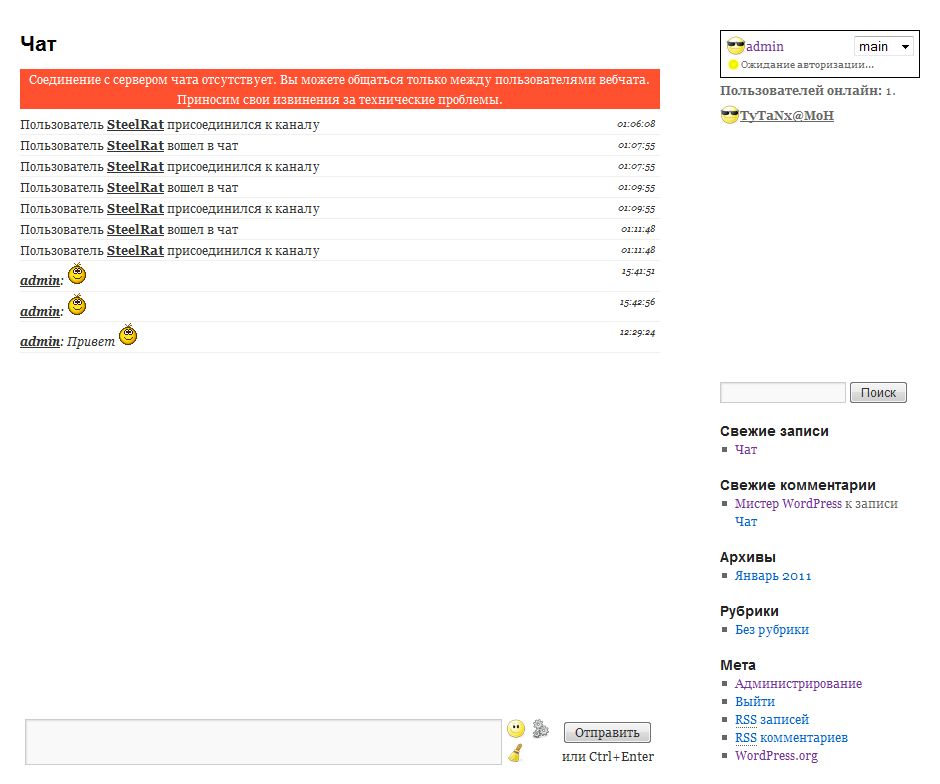 Чат
Соединение с сервером чата отсутствует. Вы можете общаться только между пользователями вебчата.
Приносим свои извинения за технические проблемы.
Пользователь SteelRat присоединился к каналу 01:06:08
Пользователь SteelRat вошел в чат 01:07:55
Пользователь SteelRat присоединился к каналу 01:07:55
Пользователь SteelRat вошел в чат 01:09:55
Пользователь SteelRat присоединился к каналу 01:09:55
Пользователь SteelRat вошел в чат 01:11:48
Пользователь SteelRat присоединился к каналу 01:11:48
admin: 15:41:51
admin: 15:42:56
admin: Привет 12:29:24
Отправить
или Ctrl+Enter
admin main
Ожидание авторизации...
Пользователей онлайн: 1.
TyTaNx@MoH
Поиск
Свежие записи
Чат
Свежие комментарии
Мистер WordPress к записи
Чат
Архивы
Январь 2011
Рубрики
Без рубрики
Мета
Администрирование
Выйти
RSS записей
RSS комментариев
WordPress.org